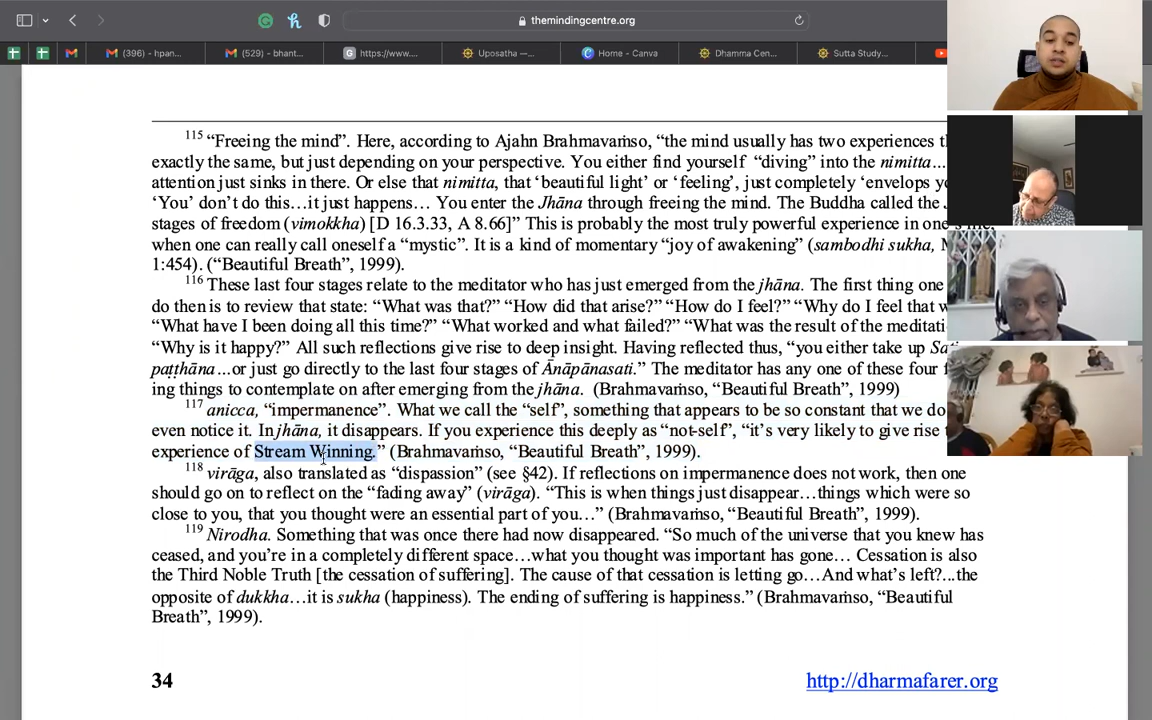 themindingcentre.org
(396) - hpan...
(529) - bhant...
https://www....
Uposatha —...
Home - Canva
Dhamma Cen...
Sutta Study...
115 “Freeing the mind”. Here, according to Ajahn Brahmavaṁso, “the mind usually has two experiences
exactly the same, but just depending on your perspective. You either find yourself “diving” into the nimitta...
attention just sinks in there. Or else that nimitta, that ‘beautiful light’ or ‘feeling’, just completely ‘envelops
‘You’ don’t do this…it just happens… You enter the Jhāna through freeing the mind. The Buddha called the
stages of freedom (vimokkha) [D 16.3.33, A 8.66]” This is probably the most truly powerful experience in
when one can really call oneself a “mystic”. It is a kind of momentary “joy of awakening” (sambodhi sukha,
1:454). (“Beautiful Breath”, 1999).
116 These last four stages relate to the meditator who has just emerged from the jhāna. The first thing one
do then is to review that state: “What was that?” “How did that arise?” “How do I feel?” “Why do I feel that
“What have I been doing all this time?” “What worked and what failed?” “What was the result of the
“Why is it happy?” All such reflections give rise to deep insight. Having reflected thus, “you either take up
paṭṭhāna…or just go directly to the last four stages of Ānāpānasati.” The meditator has any one of these four
ing things to contemplate on after emerging from the jhāna. (Brahmavaṁso, “Beautiful Breath”, 1999)
117 anicca, “impermanence”. What we call the “self”, something that appears to be so constant that we do
even notice it. In jhāna, it disappears. If you experience this deeply as “not-self”, “it’s very likely to give rise
experience of Stream Winning.” (Brahmavaṁso, “Beautiful Breath”, 1999).
118 virāga, also translated as “dispassion” (see §42). If reflections on impermanence does not work, then one
should go on to reflect on the “fading away” (virāga). “This is when things just disappear…things which were so
close to you, that you thought were an essential part of you…” (Brahmavaṁso, “Beautiful Breath”, 1999).
119 Nirodha. Something that was once there had now disappeared. “So much of the universe that you knew has
ceased, and you’re in a completely different space…what you thought was important has gone… Cessation is also
the Third Noble Truth [the cessation of suffering]. The cause of that cessation is letting go…And what’s left?...the
opposite of dukkha…it is sukha (happiness). The ending of suffering is happiness.” (Brahmavaṁso, “Beautiful
Breath”, 1999).
34 http://dharmafarer.org